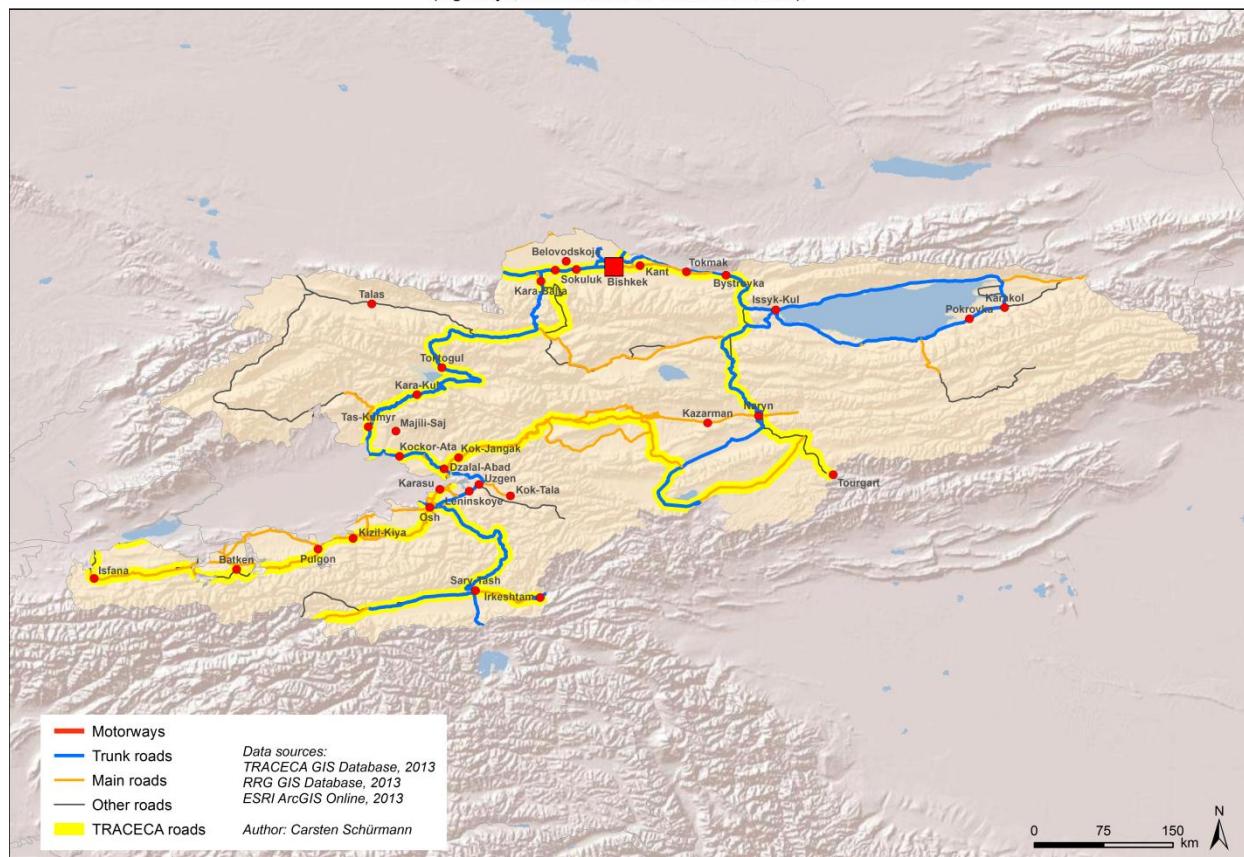 Belovodskoje
Sokuluk
Bishkek
Kant
Tokmak
Bystrovka
Kara-Balta
Talas
Issyk-Kul
Karakol
Pokrovka
Toktogul
Kara-Kul
Tas-Kumyr
Majili-Saj
Kazarman
Naryn
Kockor-Ata
Kok-Jangak
Dzalal-Abad
Uzgen
Karasu
Kok-Tala
Leninskoye
Tourgart
Osh
Kizil-Kiya
Pulgon
Batken
Isfana
Sary-Tash
Irkeshtam
Motorways
Trunk roads
Main roads
Other roads
TRACECA roads
Data sources:
TRACECA GIS Database, 2013
RRG GIS Database, 2013
ESRI ArcGIS Online, 2013
Author: Carsten Schürmann
0 75 150
km
N